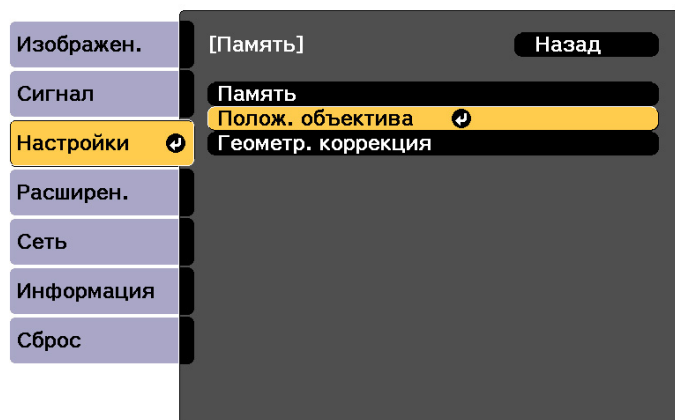 Изображен.
Сигнал
Настройки
Расширен.
Сеть
Информация
Сброс
[Память] Назад
Память
Полож. объектива
Геометр. коррекция